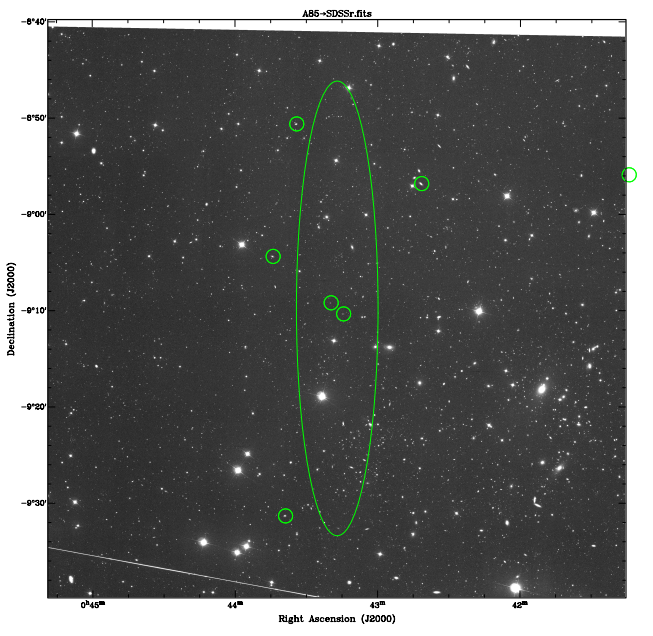 A85→SDSSr.fits
-8°40'
-8°50'
-9°00'
-9°10'
-9°20'
-9°30'
Declination (J2000)
0ʰ45ᵐ 44ᵐ 43ᵐ 42ᵐ
Right Ascension (J2000)